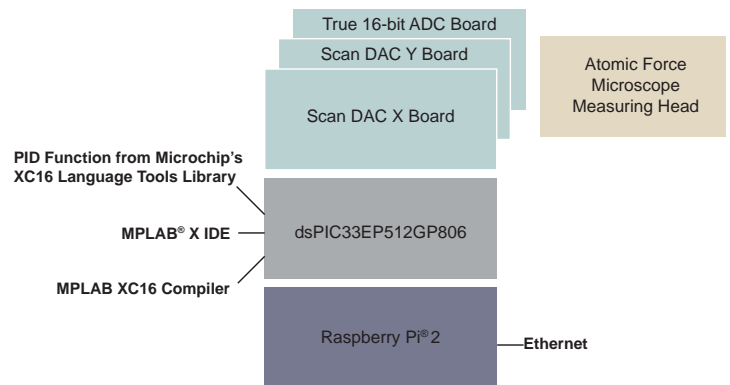 True 16-bit ADC Board
Scan DAC Y Board
Scan DAC X Board
Atomic Force
Microscope
Measuring Head
PID Function from Microchip's
XC16 Language Tools Library
MPLAB® X IDE
dsPIC33EP512GP806
MPLAB XC16 Compiler
Raspberry Pi® 2
Ethernet